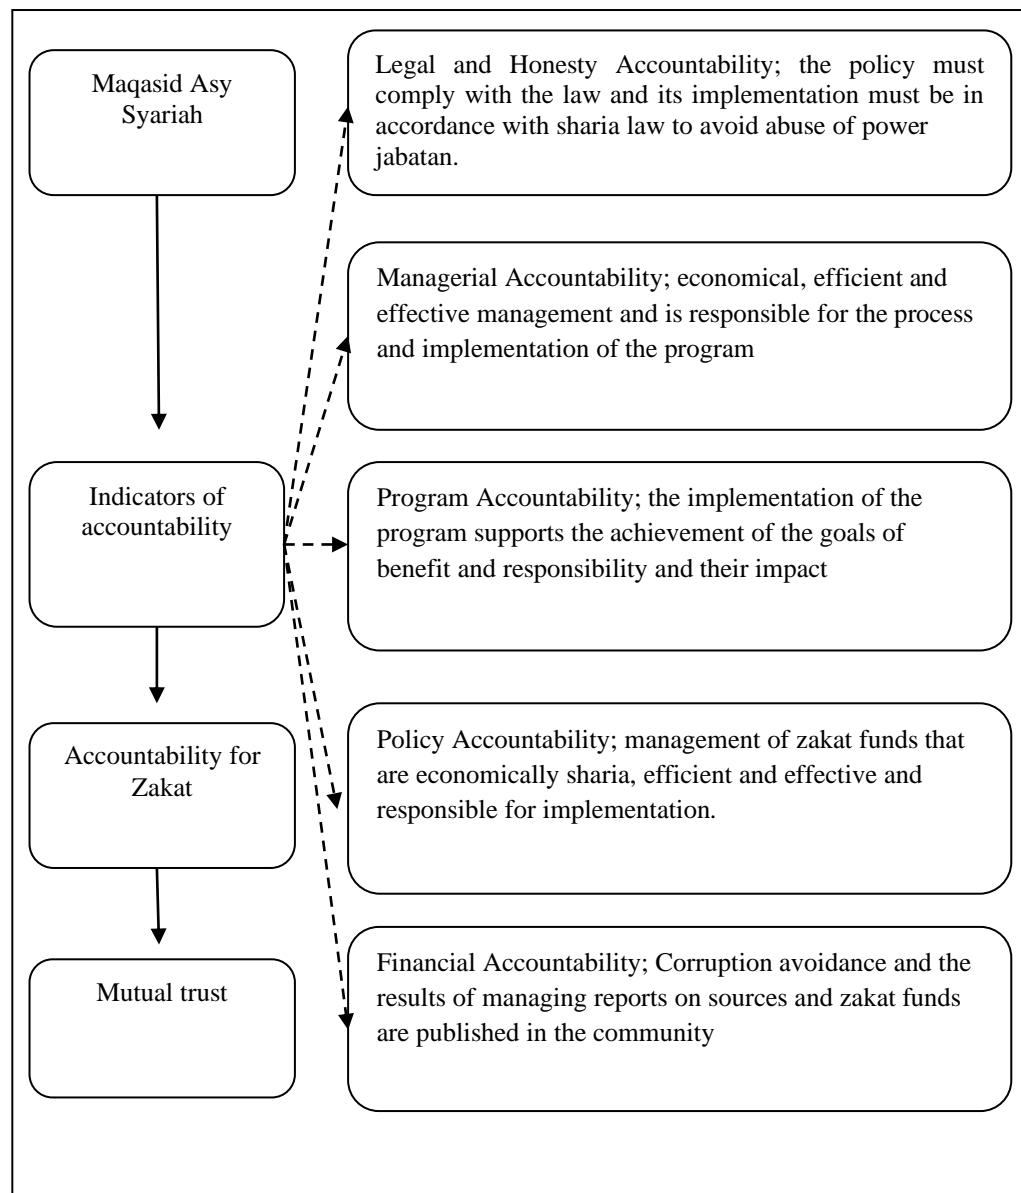 Maqasid Asy
Syariah
Legal and Honesty Accountability; the policy must
comply with the law and its implementation must be in
accordance with sharia law to avoid abuse of power
jabatan.
Managerial Accountability; economical, efficient and
effective management and is responsible for the process
and implementation of the program
Indicators of
accountability
Program Accountability; the implementation of the
program supports the achievement of the goals of
benefit and responsibility and their impact
Accountability for
Zakat
Policy Accountability; management of zakat funds that
are economically sharia, efficient and effective and
responsible for implementation.
Mutual trust
Financial Accountability; Corruption avoidance and the
results of managing reports on sources and zakat funds
are published in the community